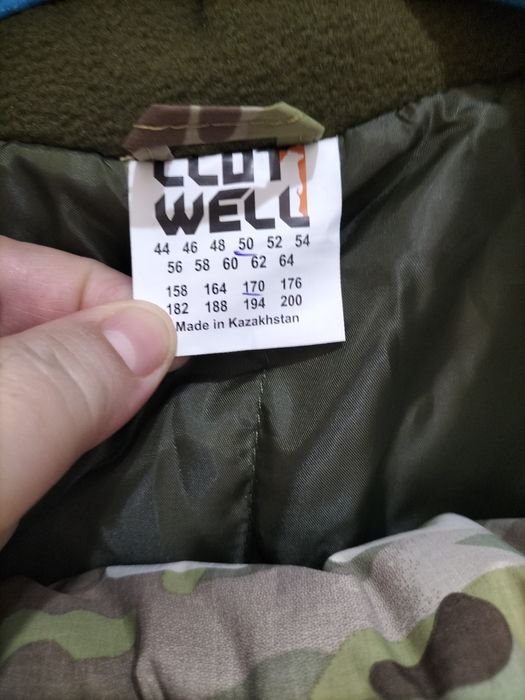 CLOT
WELL
44 46 48 50 52 54
56 58 60 62 64
158 164 170 176
182 188 194 200
Made in Kazakhstan